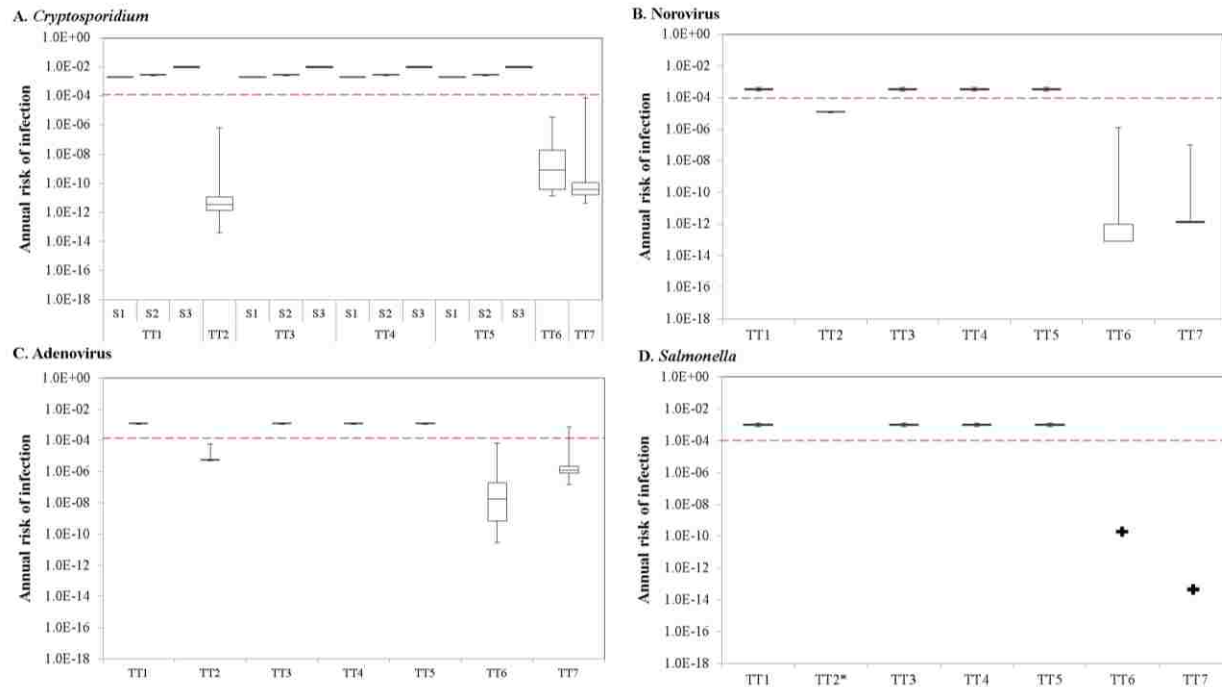 A. Cryptosporidium
Annual risk of infection
1.0E+00
1.0E-02
1.0E-04
1.0E-06
1.0E-08
1.0E-10
1.0E-12
1.0E-14
1.0E-16
1.0E-18
S1 S2 S3 S1 S2 S3 S1 S2 S3 S1 S2 S3
TT1 TT2 TT3 TT4 TT5 TT6 TT7
B. Norovirus
Annual risk of infection
1.0E+00
1.0E-02
1.0E-04
1.0E-06
1.0E-08
1.0E-10
1.0E-12
1.0E-14
1.0E-16
1.0E-18
TT1 TT2 TT3 TT4 TT5 TT6 TT7
C. Adenovirus
Annual risk of infection
1.0E+00
1.0E-02
1.0E-04
1.0E-06
1.0E-08
1.0E-10
1.0E-12
1.0E-14
1.0E-16
1.0E-18
TT1 TT2 TT3 TT4 TT5 TT6 TT7
D. Salmonella
Annual risk of infection
1.0E+00
1.0E-02
1.0E-04
1.0E-06
1.0E-08
1.0E-10
1.0E-12
1.0E-14
1.0E-16
1.0E-18
TT1 TT2* TT3 TT4 TT5 TT6 TT7